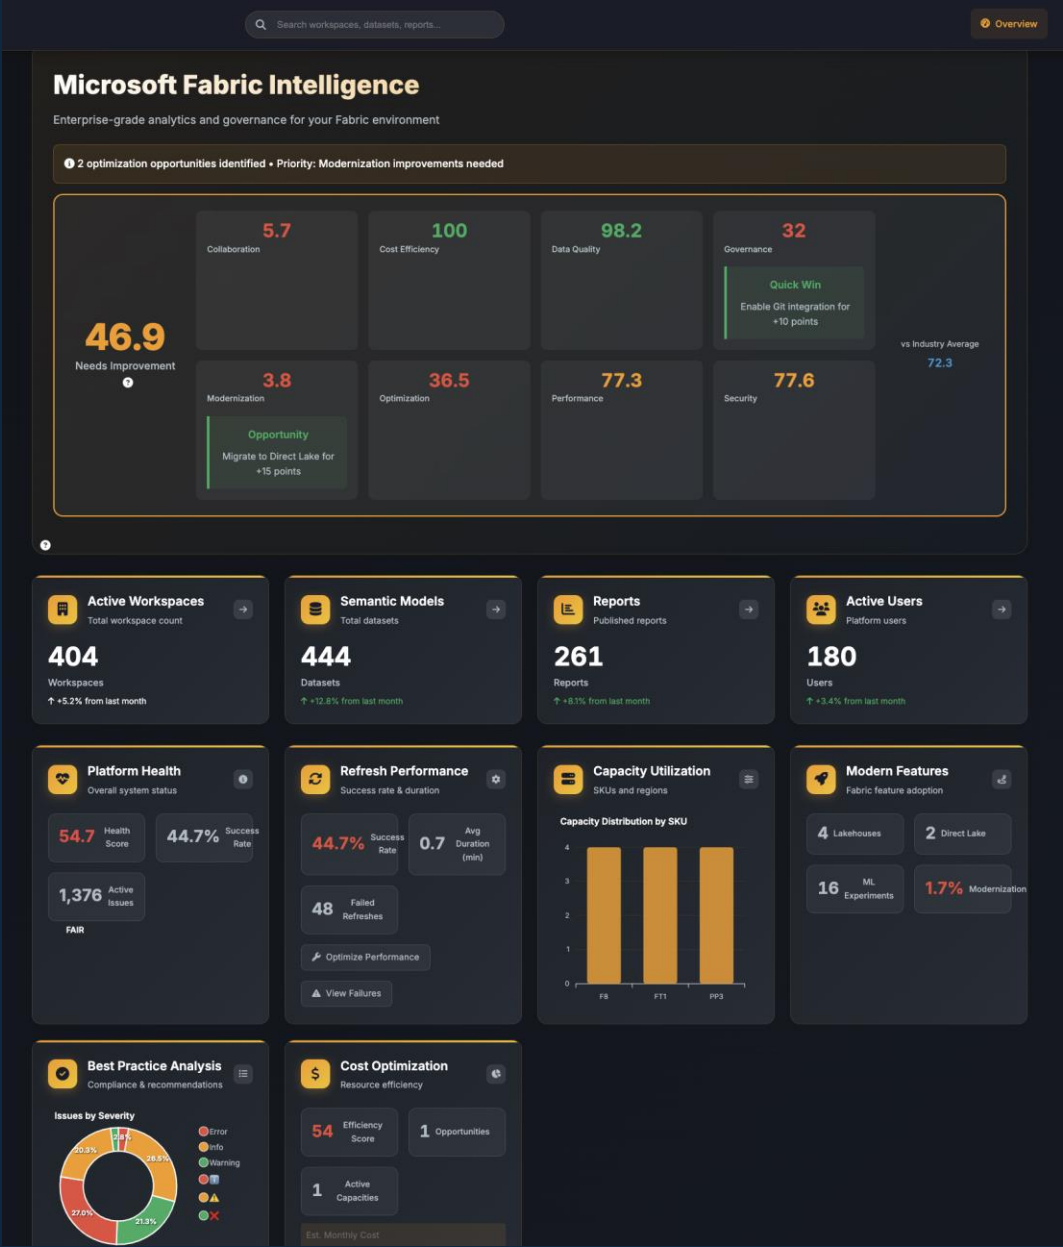 Search workspaces, datasets, reports...
Overview
Microsoft Fabric Intelligence
Enterprise-grade analytics and governance for your Fabric environment
2 optimization opportunities identified • Priority: Modernization improvements needed
46.9
Needs Improvement
5.7
Collaboration
100
Cost Efficiency
98.2
Data Quality
32
Governance
Quick Win
Enable Git integration for
+10 points
3.8
Modernization
Opportunity
Migrate to Direct Lake for
+15 points
36.5
Optimization
77.3
Performance
77.6
Security
vs Industry Average
72.3
Active Workspaces
Total workspace count
404
Workspaces
↑ +5.2% from last month
Semantic Models
Total datasets
444
Datasets
↑ +12.8% from last month
Reports
Published reports
261
Reports
↑ +8.1% from last month
Active Users
Platform users
180
Users
↑ +3.4% from last month
Platform Health
Overall system status
54.7
Health
Score
44.7%
Success
Rate
1,376
Active
Issues
FAIR
Refresh Performance
Success rate & duration
44.7%
Success
Rate
0.7
Avg
Duration
(min)
48
Failed
Refreshes
Optimize Performance
View Failures
Capacity Utilization
SKUs and regions
Capacity Distribution by SKU
4
3
2
1
0
F8
FT1
PP3
Modern Features
Fabric feature adoption
4 Lakehouses
2 Direct Lake
16
ML
Experiments
1.7% Modernization
Best Practice Analysis
Compliance & recommendations
Issues by Severity
2.8%
20.3%
26.5%
27.0%
21.3%
Error
Info
Warning
Cost Optimization
Resource efficiency
54
Efficiency
Score
1 Opportunities
1
Active
Capacities
Est. Monthly Cost